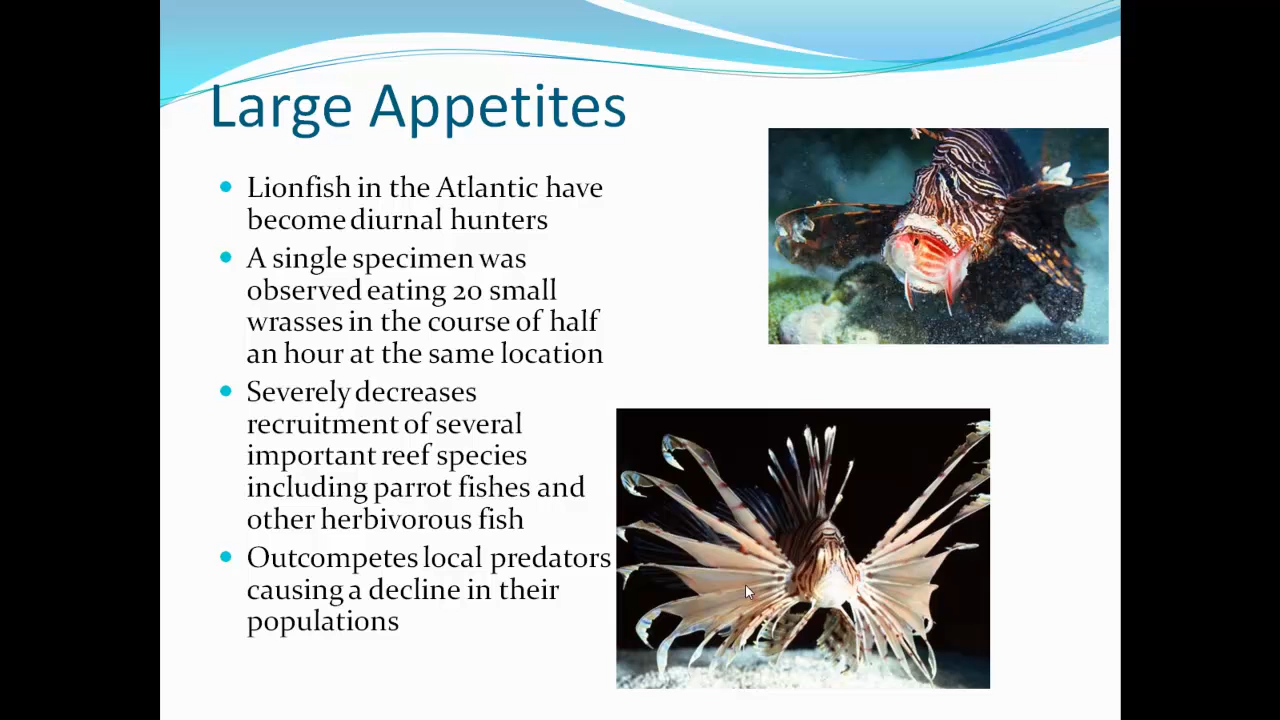 Large Appetites
Lionfish in the Atlantic have
become diurnal hunters
A single specimen was
observed eating 20 small
wrasses in the course of half
an hour at the same location
Severely decreases
recruitment of several
important reef species
including parrot fishes and
other herbivorous fish
Outcompetes local predators
causing a decline in their
populations